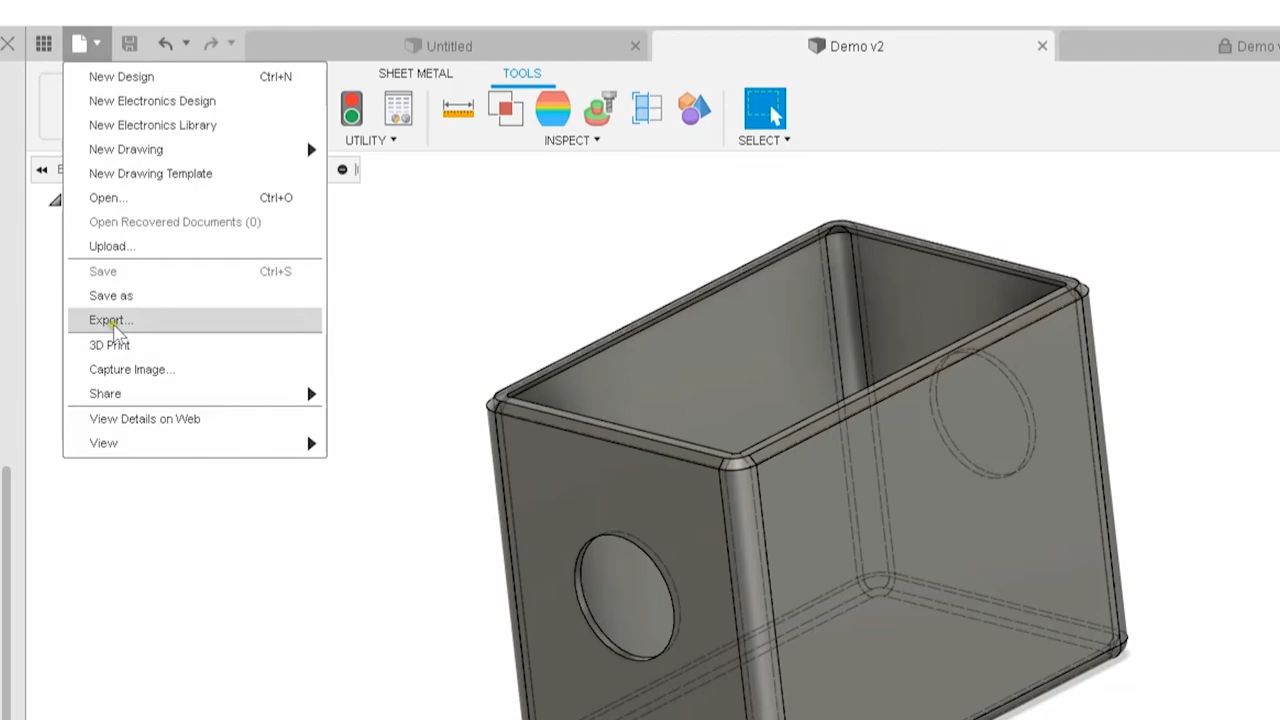 Untitled
Demo v2
Demo v
New Design Ctrl+N
New Electronics Design
New Electronics Library
New Drawing
New Drawing Template
Open... Ctrl+O
Open Recovered Documents (0)
Upload...
Save Ctrl+S
Save as
Export...
3D Print
Capture Image...
Share
View Details on Web
View
SHEET METAL
TOOLS
UTILITY
INSPECT
SELECT